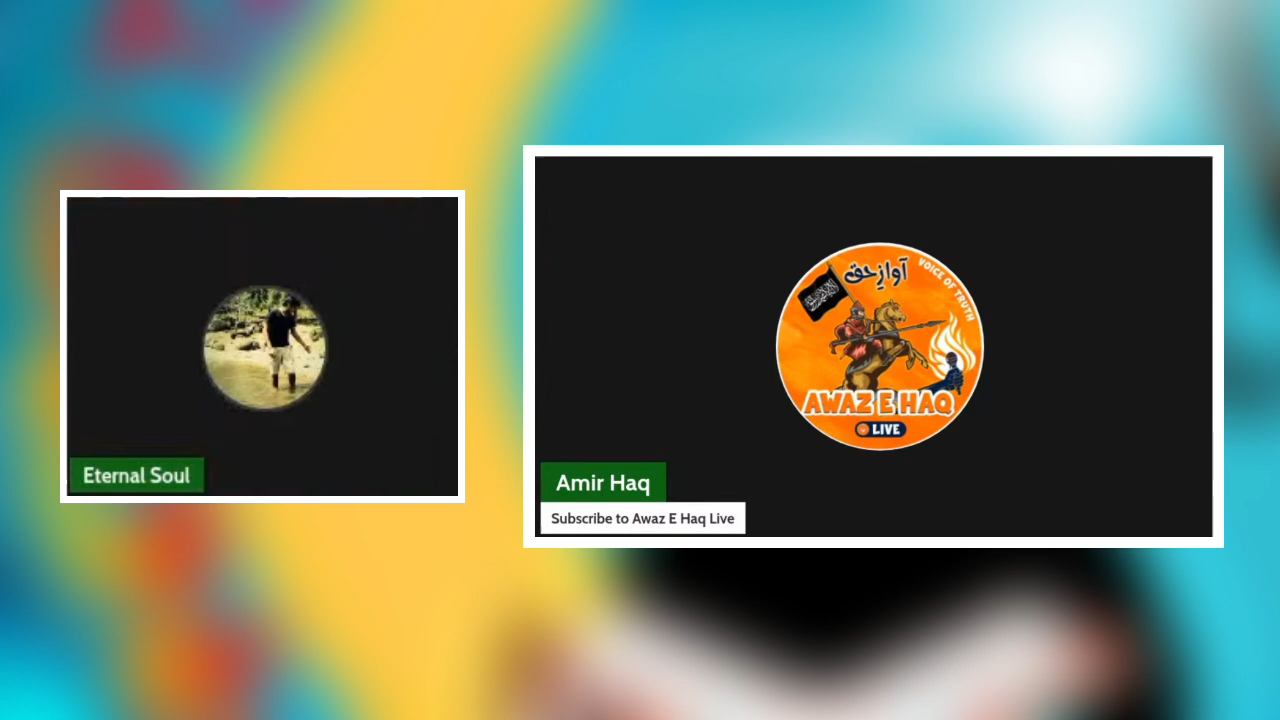 Eternal Soul
آوازِ حق
VOICE OF TRUTH
AWAZ E HAQ
LIVE
Amir Haq
Subscribe to Awaz E Haq Live